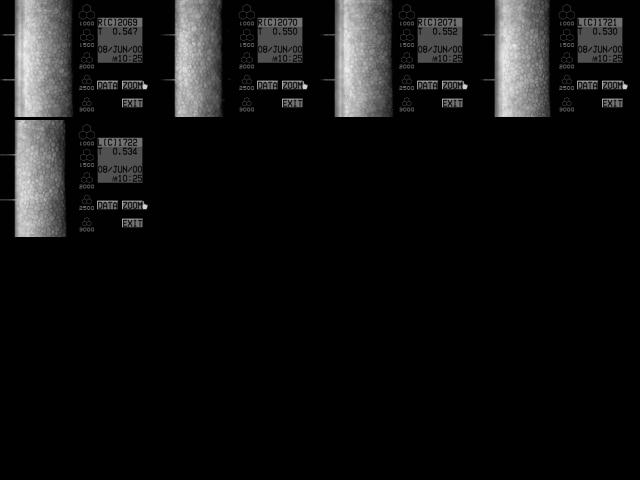 R(C)2069
T 0.547
08/JUN/00
10:25
1000
1500
2000
2500
3000
DATA ZOOM
EXIT
R(C)2070
T 0.550
08/JUN/00
10:25
1000
1500
2000
2500
3000
DATA ZOOM
EXIT
R(C)2071
T 0.552
08/JUN/00
10:25
1000
1500
2000
2500
3000
DATA ZOOM
EXIT
L(C)1721
T 0.530
08/JUN/00
10:25
1000
1500
2000
2500
3000
DATA ZOOM
EXIT
L(C)1722
T 0.534
08/JUN/00
10:25
1000
1500
2000
2500
3000
DATA ZOOM
EXIT